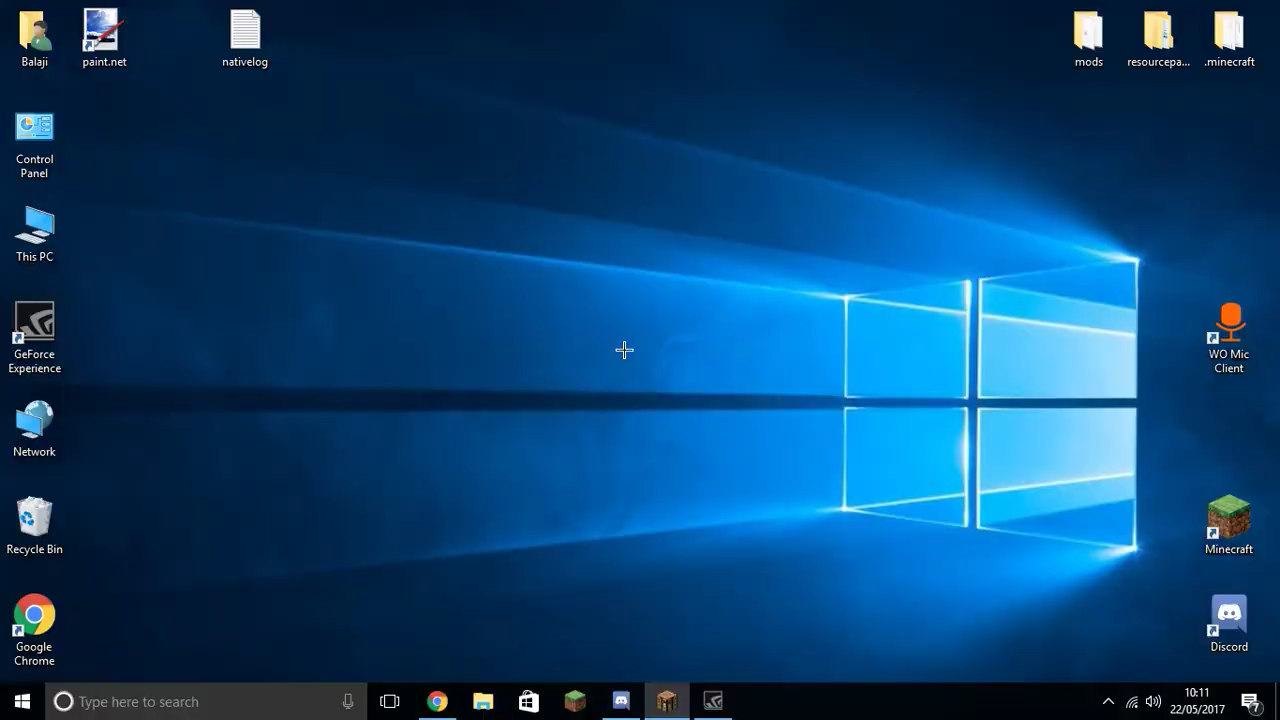 Balaji
paint.net
nativelog
mods
resourcepa...
.minecraft
Control
Panel
This PC
GeForce
Experience
WO Mic
Client
Network
Recycle Bin
Minecraft
Google
Chrome
Discord
Type here to search
10:11
22/05/2017
7